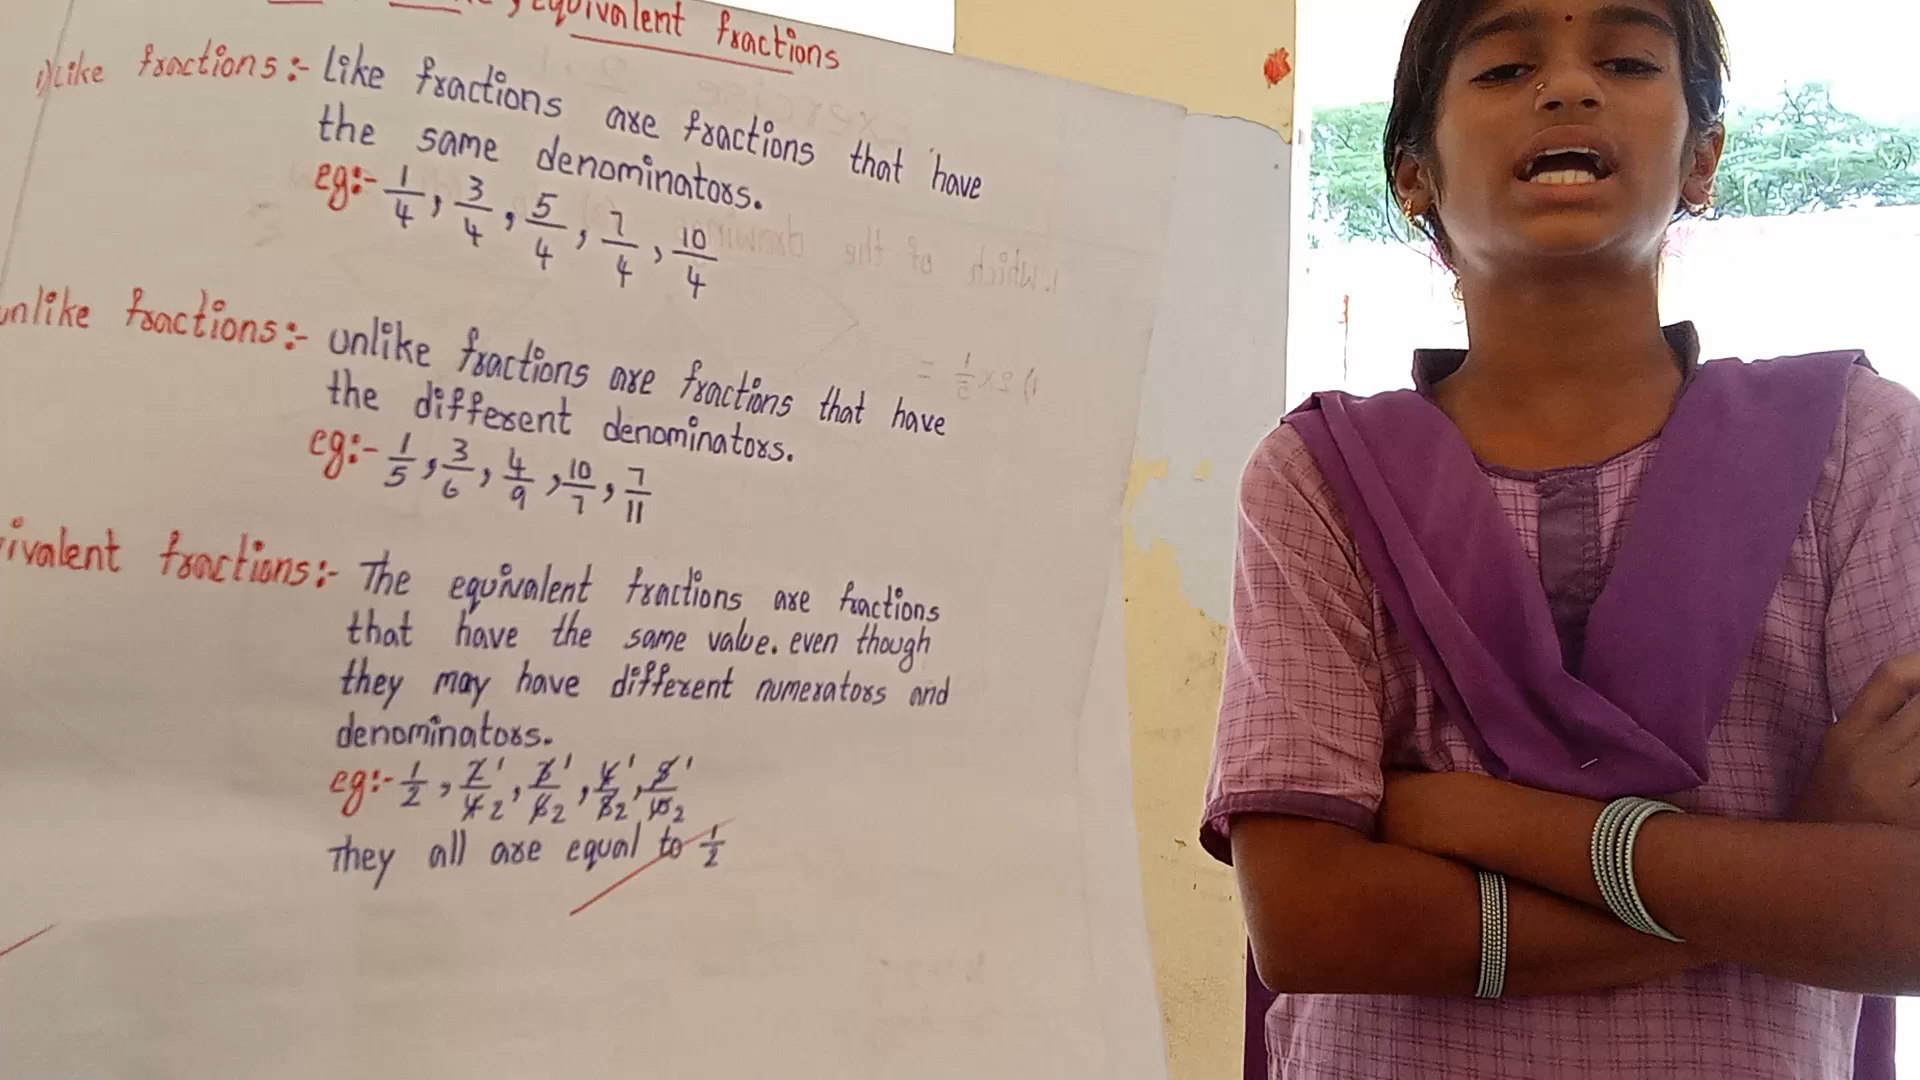 equivalent fractions
1) Like fractions:- Like fractions are fractions that have
the same denominators.
eg:- 1/4, 3/4, 5/4, 7/4, 10/4
unlike fractions:- unlike fractions are fractions that have
the different denominators.
eg:- 1/5, 3/6, 4/9, 10/7, 7/11
ivalent fractions:- The equivalent fractions are fractions
that have the same value. even though
they may have different numerators and
denominators.
eg:- 1/2, 2/4, 3/6, 4/8, 5/10
They all are equal to 1/2